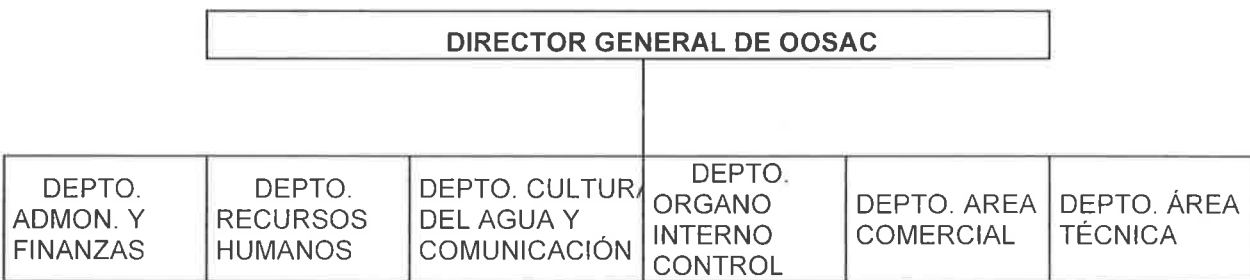 DIRECTOR GENERAL DE OOSAC
DEPTO.
ADMON. Y
FINANZAS
DEPTO.
RECURSOS
HUMANOS
DEPTO. CULTURA
DEL AGUA Y
COMUNICACIÓN
DEPTO.
ORGANO
INTERNO
CONTROL
DEPTO. AREA
COMERCIAL
DEPTO. ÁREA
TÉCNICA